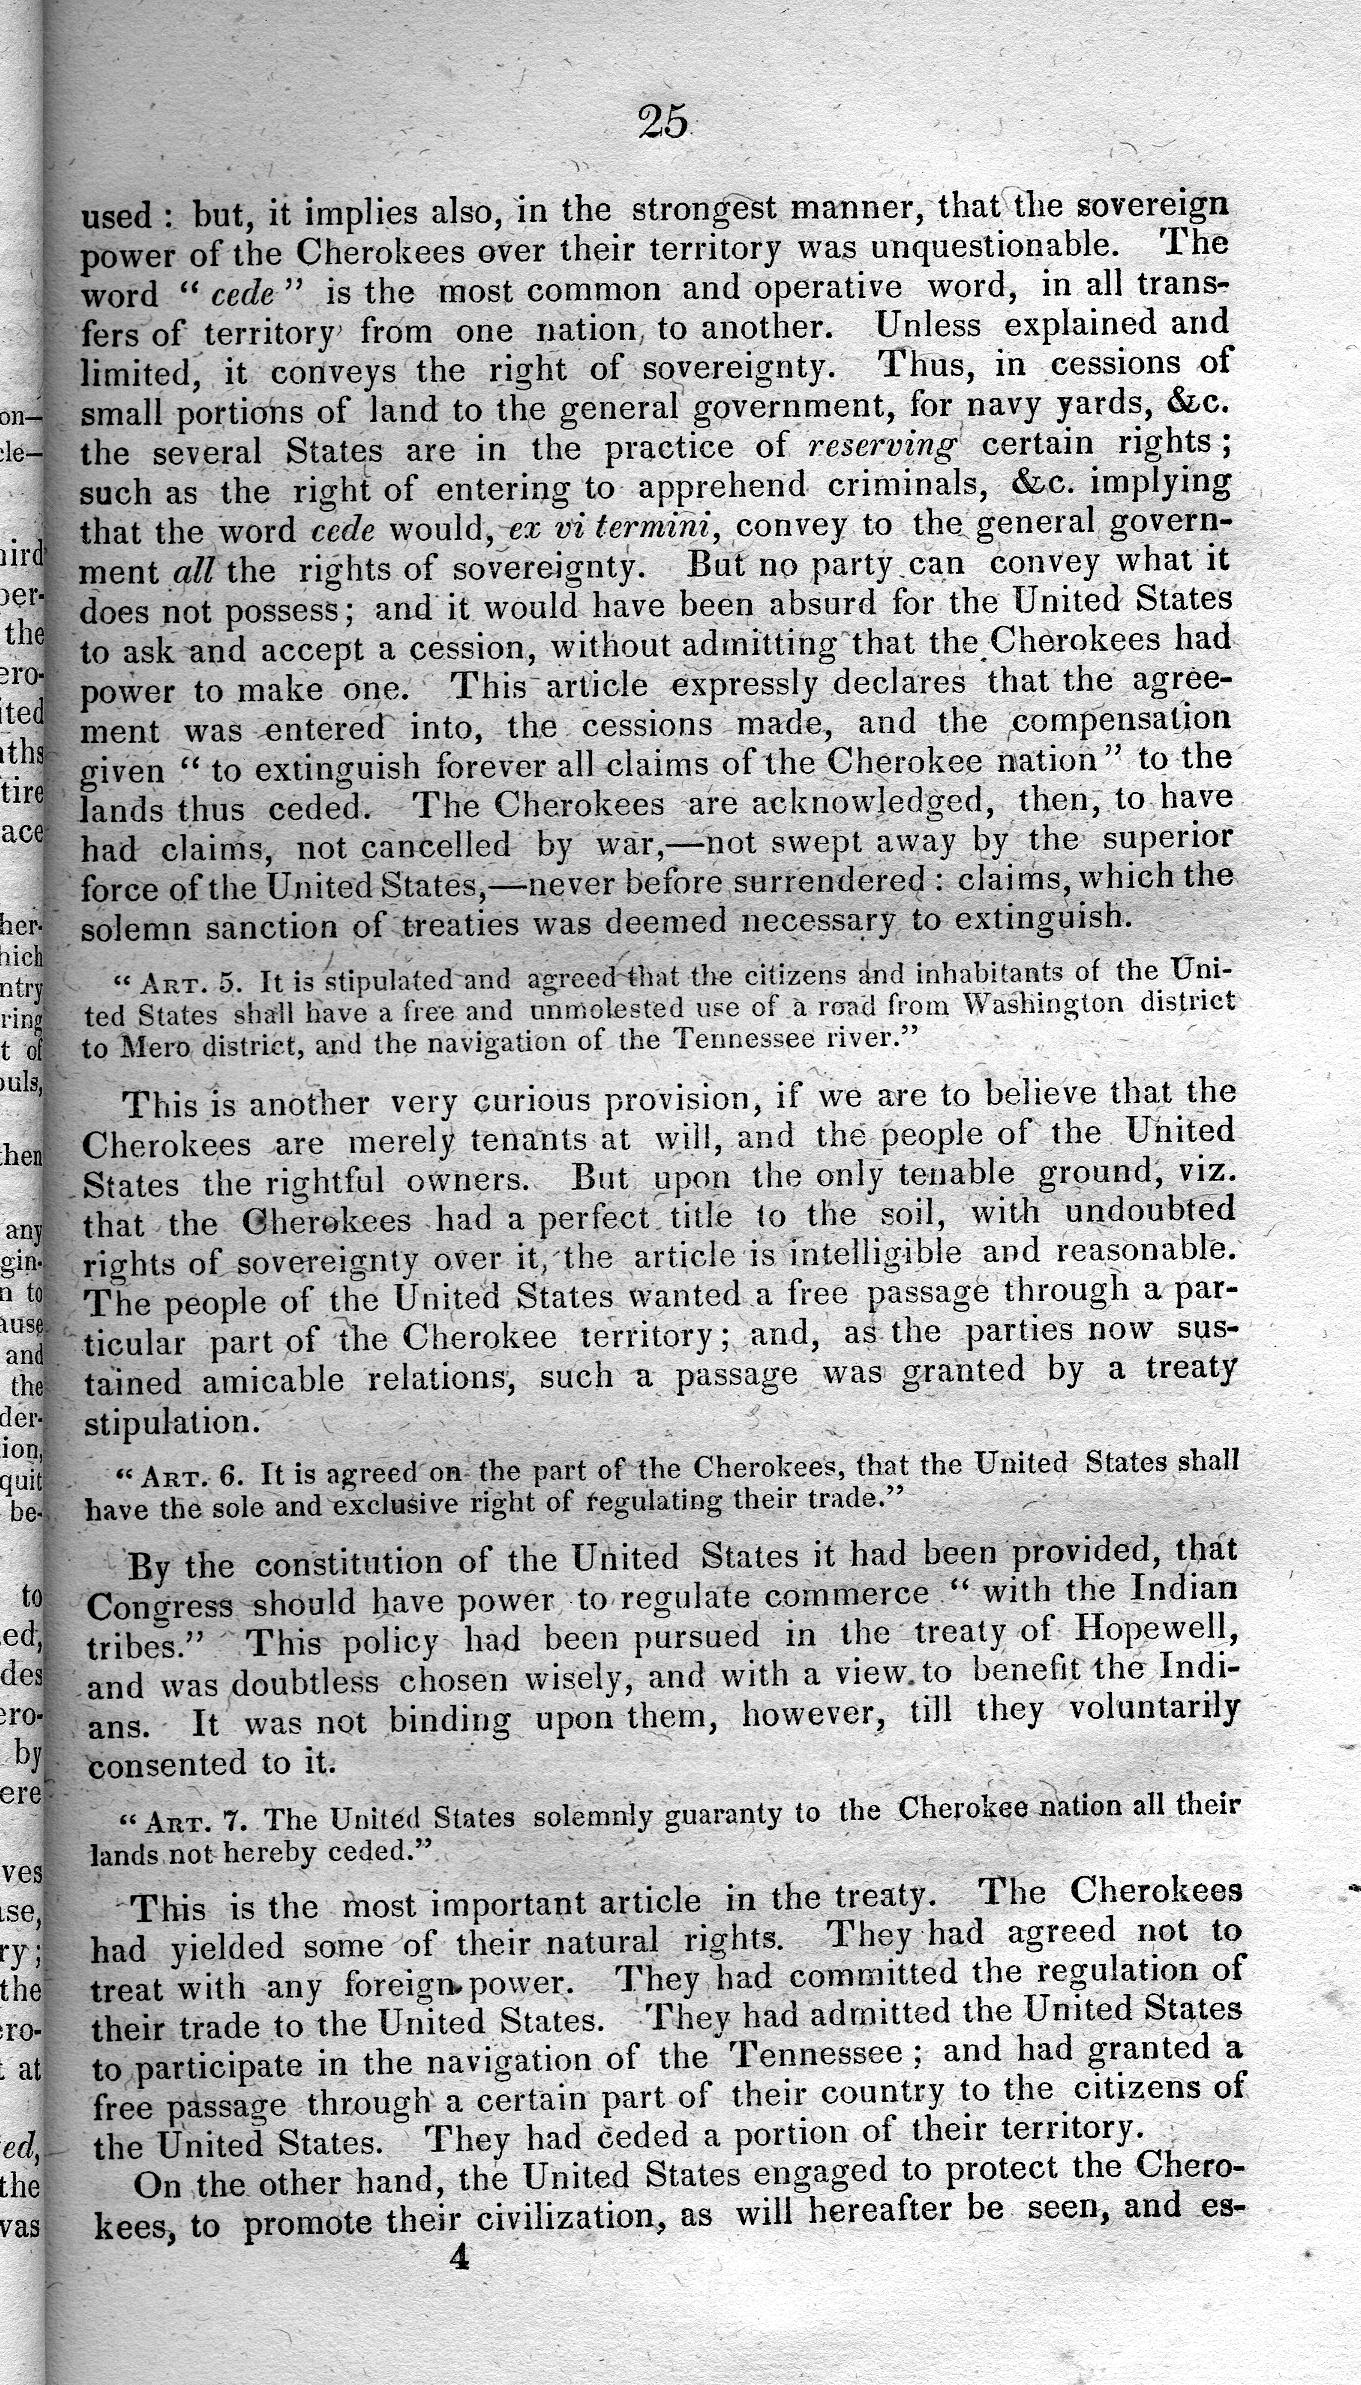 25
used : but, it implies also, in the strongest manner, that the sovereign
power of the Cherokees over their territory was unquestionable. The
word “ cede ” is the most common and operative word, in all trans-
fers of territory from one nation to another. Unless explained and
limited, it conveys the right of sovereignty. Thus, in cessions of
small portions of land to the general government, for navy yards, &c.
the several States are in the practice of reserving certain rights ;
such as the right of entering to apprehend criminals, &c. implying
that the word cede would, ex vi termini, convey to the general govern-
ment all the rights of sovereignty. But no party can convey what it
does not possess ; and it would have been absurd for the United States
to ask and accept a cession, without admitting that the Cherokees had
power to make one. This article expressly declares that the agree-
ment was entered into, the cessions made, and the compensation
given “ to extinguish forever all claims of the Cherokee nation” to the
lands thus ceded. The Cherokees are acknowledged, then, to have
had claims, not cancelled by war,—not swept away by the superior
force of the United States,—never before surrendered : claims, which the
solemn sanction of treaties was deemed necessary to extinguish.
“ ART. 5. It is stipulated and agreed that the citizens and inhabitants of the Uni-
ted States shall have a free and unmolested use of a road from Washington district
to Mero district, and the navigation of the Tennessee river.”
This is another very curious provision, if we are to believe that the
Cherokees are merely tenants at will, and the people of the United
States the rightful owners. But upon the only tenable ground, viz.
that the Cherokees had a perfect title to the soil, with undoubted
rights of sovereignty over it, the article is intelligible and reasonable.
The people of the United States wanted a free passage through a par-
ticular part of the Cherokee territory ; and, as the parties now sus-
tained amicable relations, such a passage was granted by a treaty
stipulation.
“ ART. 6. It is agreed on the part of the Cherokees, that the United States shall
have the sole and exclusive right of regulating their trade.”
By the constitution of the United States it had been provided, that
Congress should have power to regulate commerce “ with the Indian
tribes.” This policy had been pursued in the treaty of Hopewell,
and was doubtless chosen wisely, and with a view to benefit the Indi-
ans. It was not binding upon them, however, till they voluntarily
consented to it.
“ ART. 7. The United States solemnly guaranty to the Cherokee nation all their
lands not hereby ceded.”
This is the most important article in the treaty. The Cherokees
had yielded some of their natural rights. They had agreed not to
treat with any foreign power. They had committed the regulation of
their trade to the United States. They had admitted the United States
to participate in the navigation of the Tennessee ; and had granted a
free passage through a certain part of their country to the citizens of
the United States. They had ceded a portion of their territory.
On the other hand, the United States engaged to protect the Chero-
kees, to promote their civilization, as will hereafter be seen, and es-
4